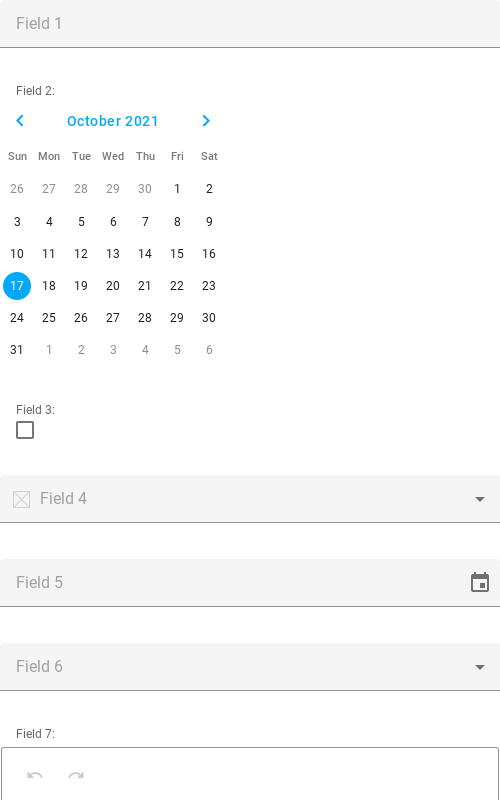 Field 1
Field 2:
October 2021
Sun Mon Tue Wed Thu Fri Sat
26 27 28 29 30 1 2
3 4 5 6 7 8 9
10 11 12 13 14 15 16
17 18 19 20 21 22 23
24 25 26 27 28 29 30
31 1 2 3 4 5 6
Field 3:
Field 4
Field 5
Field 6
Field 7: